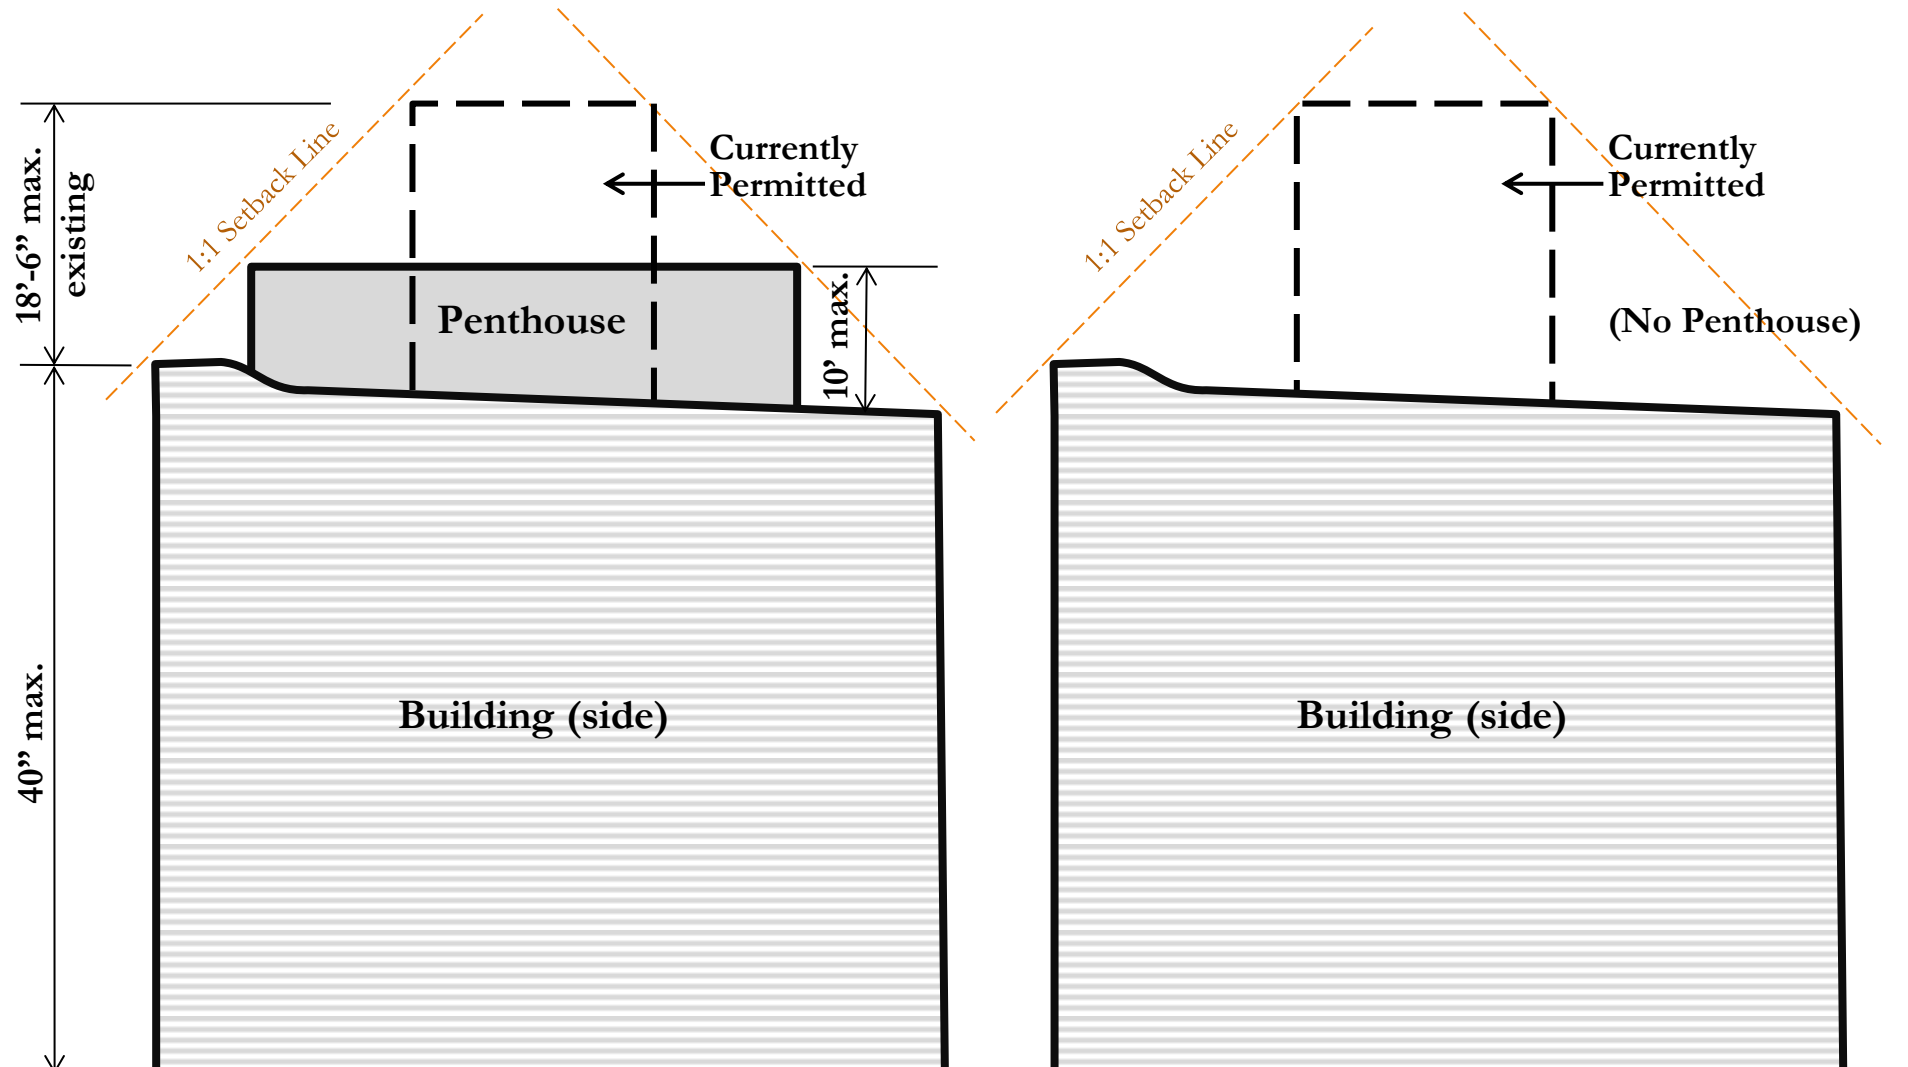 18’-6” max.
existing
1:1 Setback Line
Currently
Permitted
Penthouse
10’ max.
40” max.
Building (side)
1:1 Setback Line
Currently
Permitted
(No Penthouse)
Building (side)